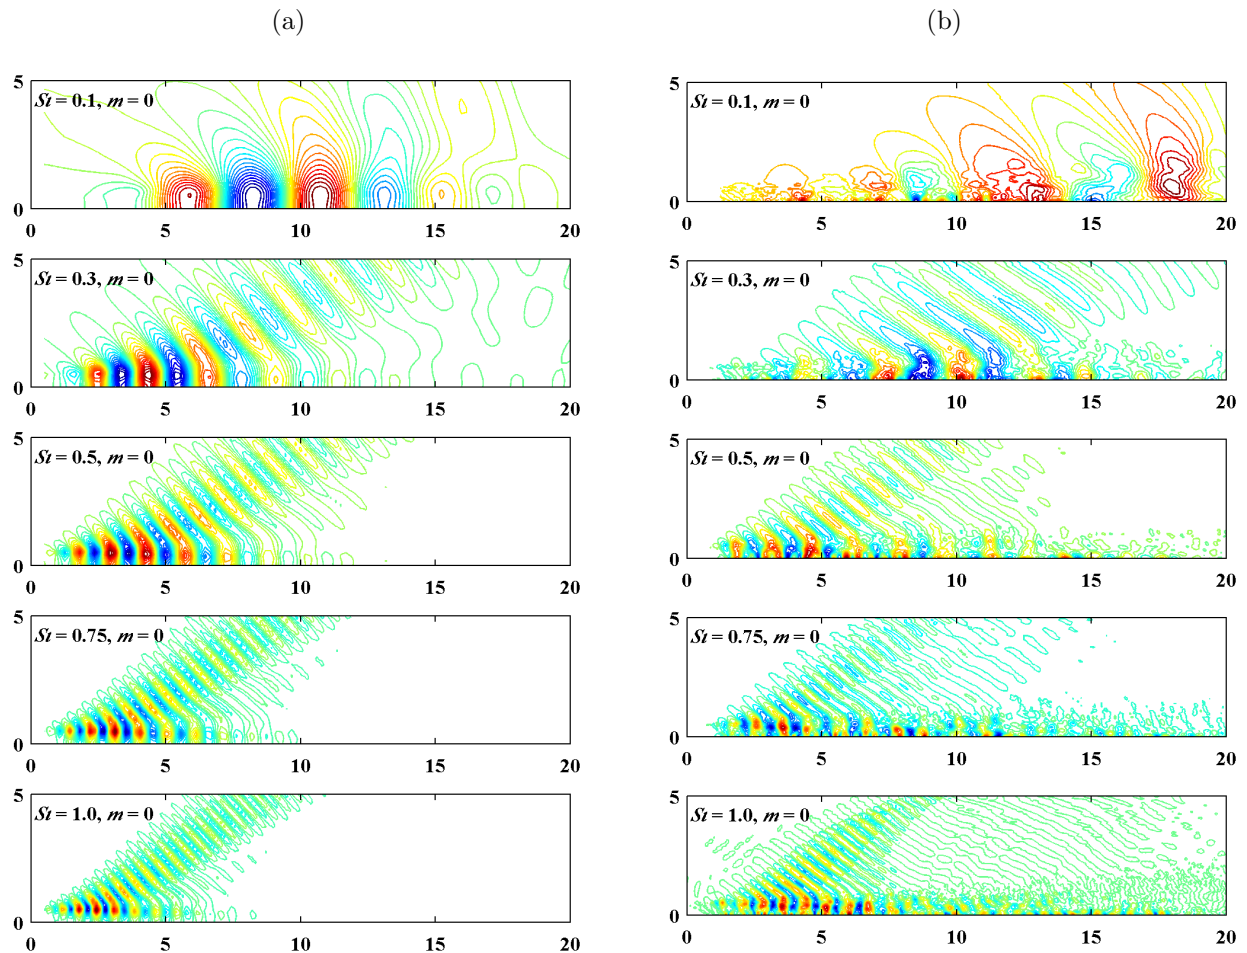 (a) (b)
5 5
St = 0.1, m = 0 St = 0.1, m = 0
0 0
0 5 10 15 20 0 5 10 15 20
5 5
St = 0.3, m = 0 St = 0.3, m = 0
0 0
0 5 10 15 20 0 5 10 15 20
5 5
St = 0.5, m = 0 St = 0.5, m = 0
0 0
0 5 10 15 20 0 5 10 15 20
5 5
St = 0.75, m = 0 St = 0.75, m = 0
0 0
0 5 10 15 20 0 5 10 15 20
5 5
St = 1.0, m = 0 St = 1.0, m = 0
0 0
0 5 10 15 20 0 5 10 15 20